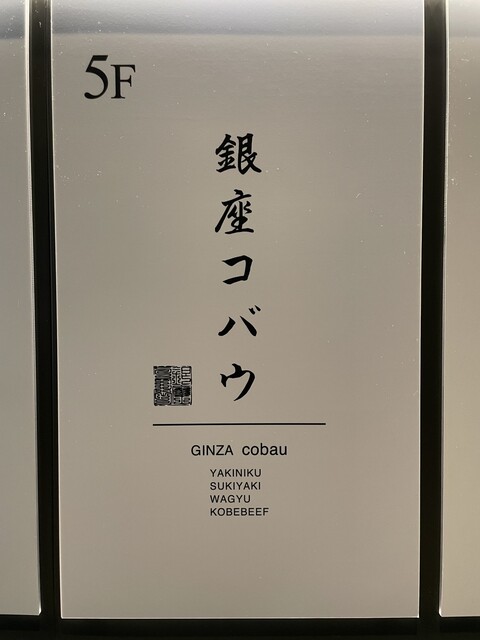 5F
銀座コバウ
GINZA cobau
YAKINIKU
SUKIYAKI
WAGYU
KOBEBEEF